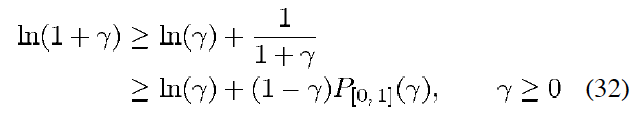 ln(1 + γ) ≥ ln(γ) + 1/(1 + γ)
≥ ln(γ) + (1 − γ)P_[0, 1](γ), γ ≥ 0 (32)